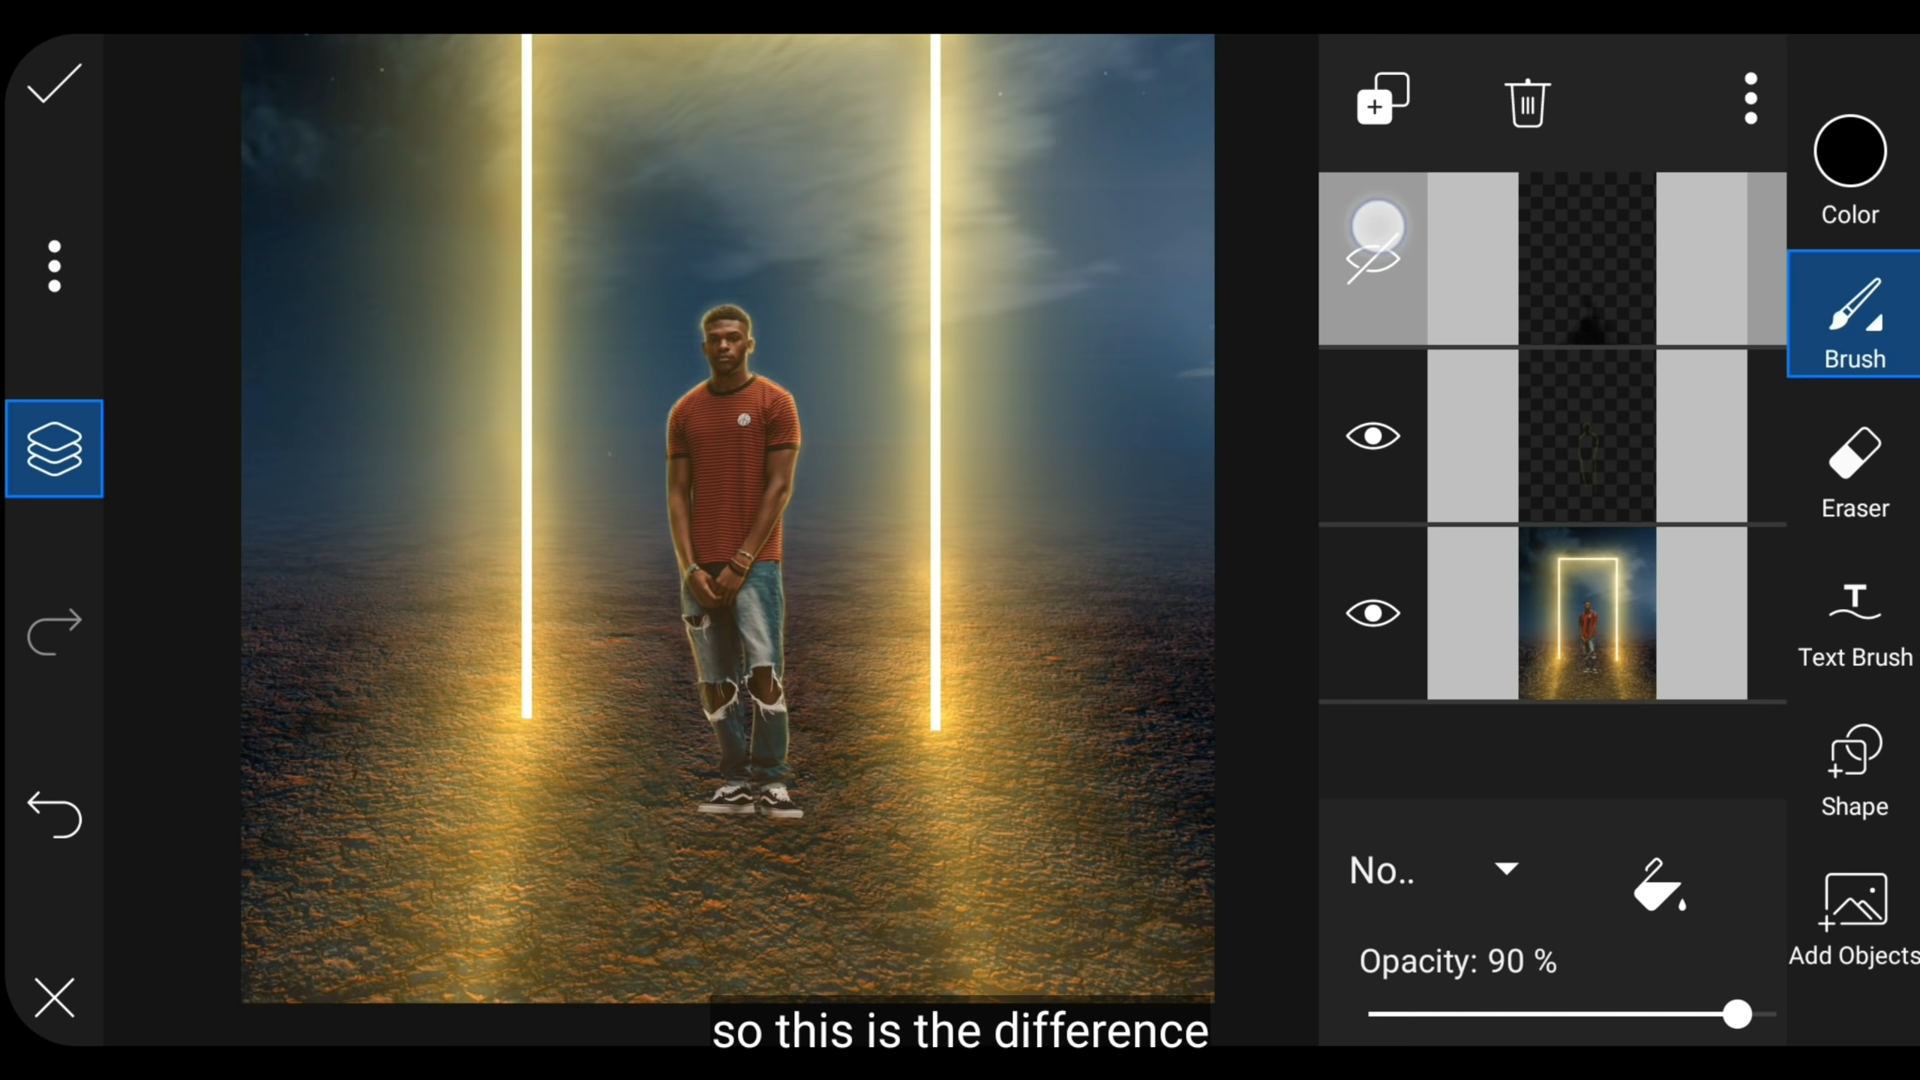 Color
Brush
Eraser
T
Text Brush
Shape
Add Objects
No..
Opacity: 90 %
so this is the difference